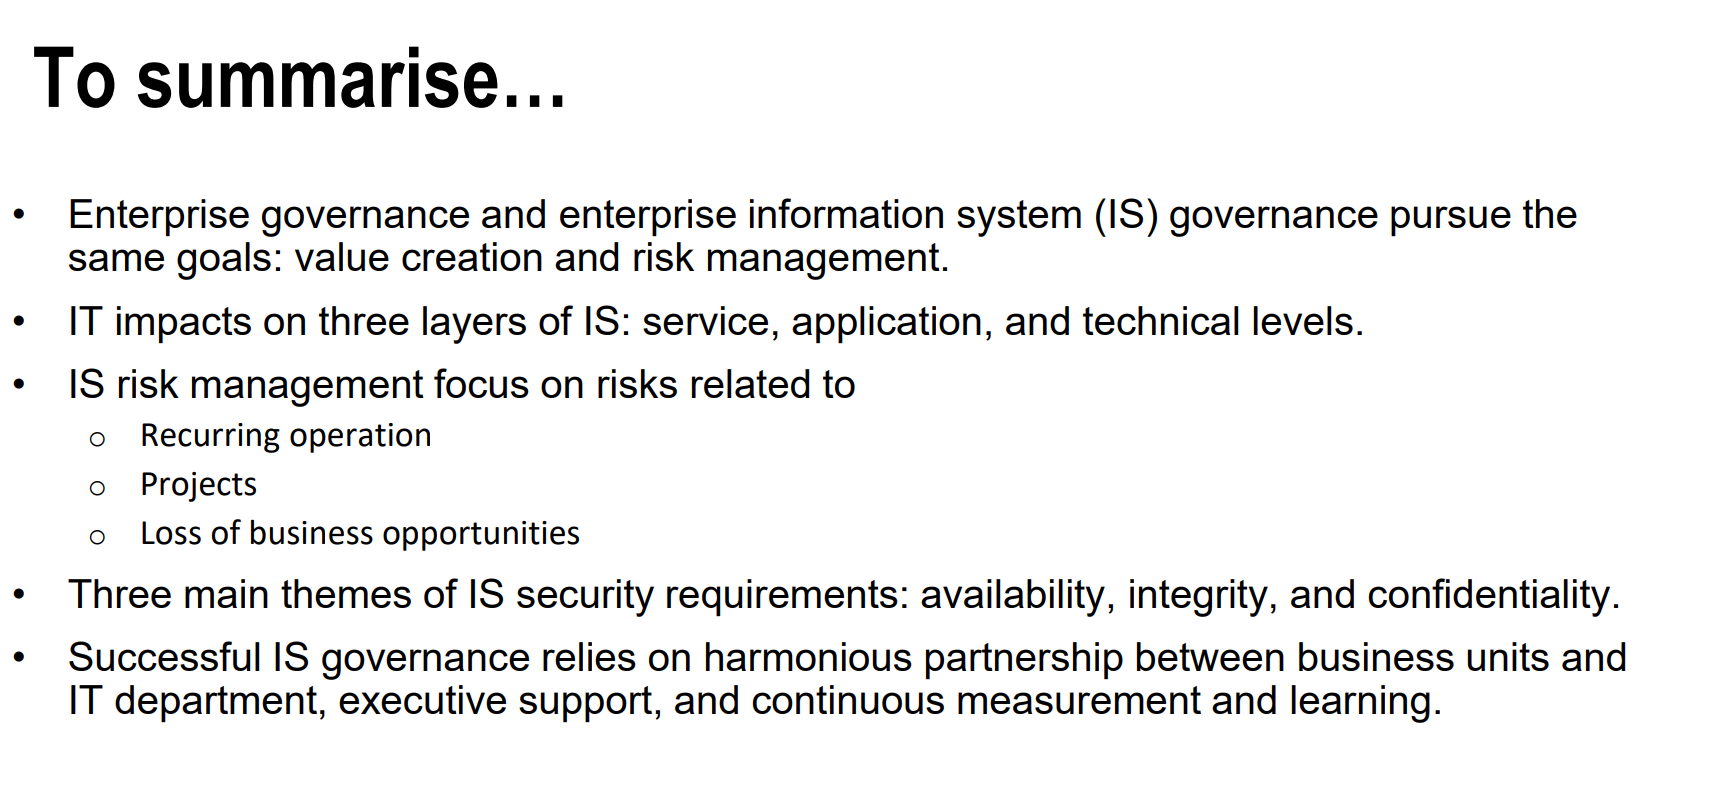 To summarise…
• Enterprise governance and enterprise information system (IS) governance pursue the
same goals: value creation and risk management.
• IT impacts on three layers of IS: service, application, and technical levels.
• IS risk management focus on risks related to
o Recurring operation
o Projects
o Loss of business opportunities
• Three main themes of IS security requirements: availability, integrity, and confidentiality.
• Successful IS governance relies on harmonious partnership between business units and
IT department, executive support, and continuous measurement and learning.